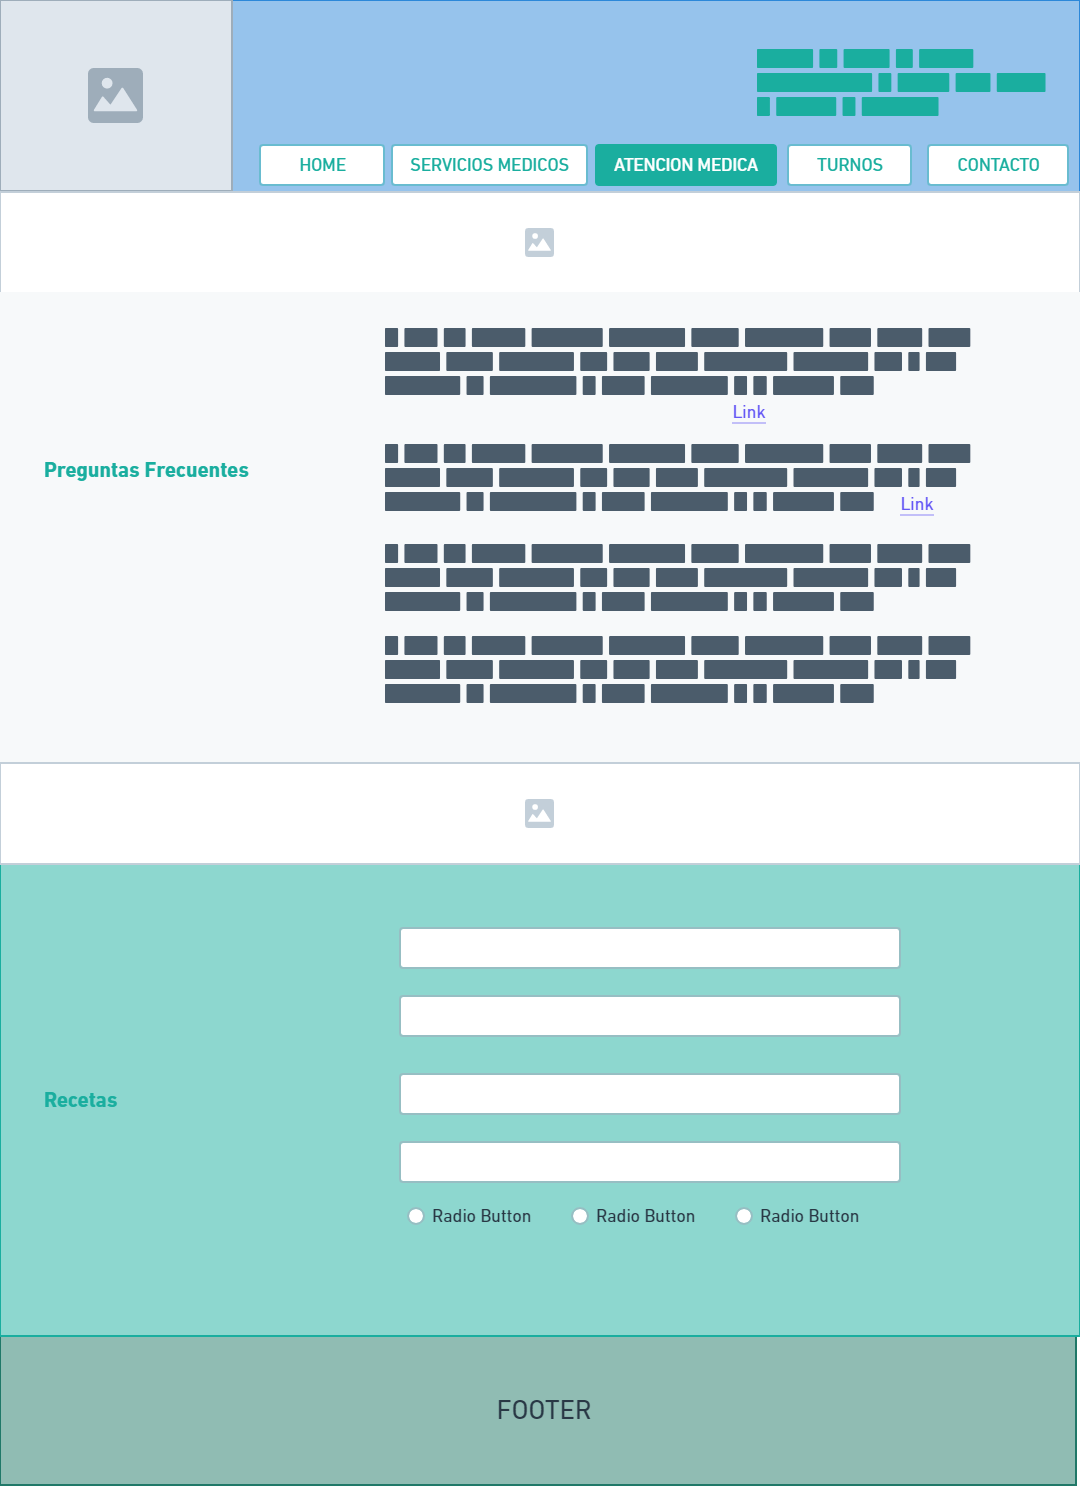 HOME
SERVICIOS MEDICOS
ATENCION MEDICA
TURNOS
CONTACTO
Link
Preguntas Frecuentes
Link
Recetas
Radio Button
Radio Button
Radio Button
FOOTER